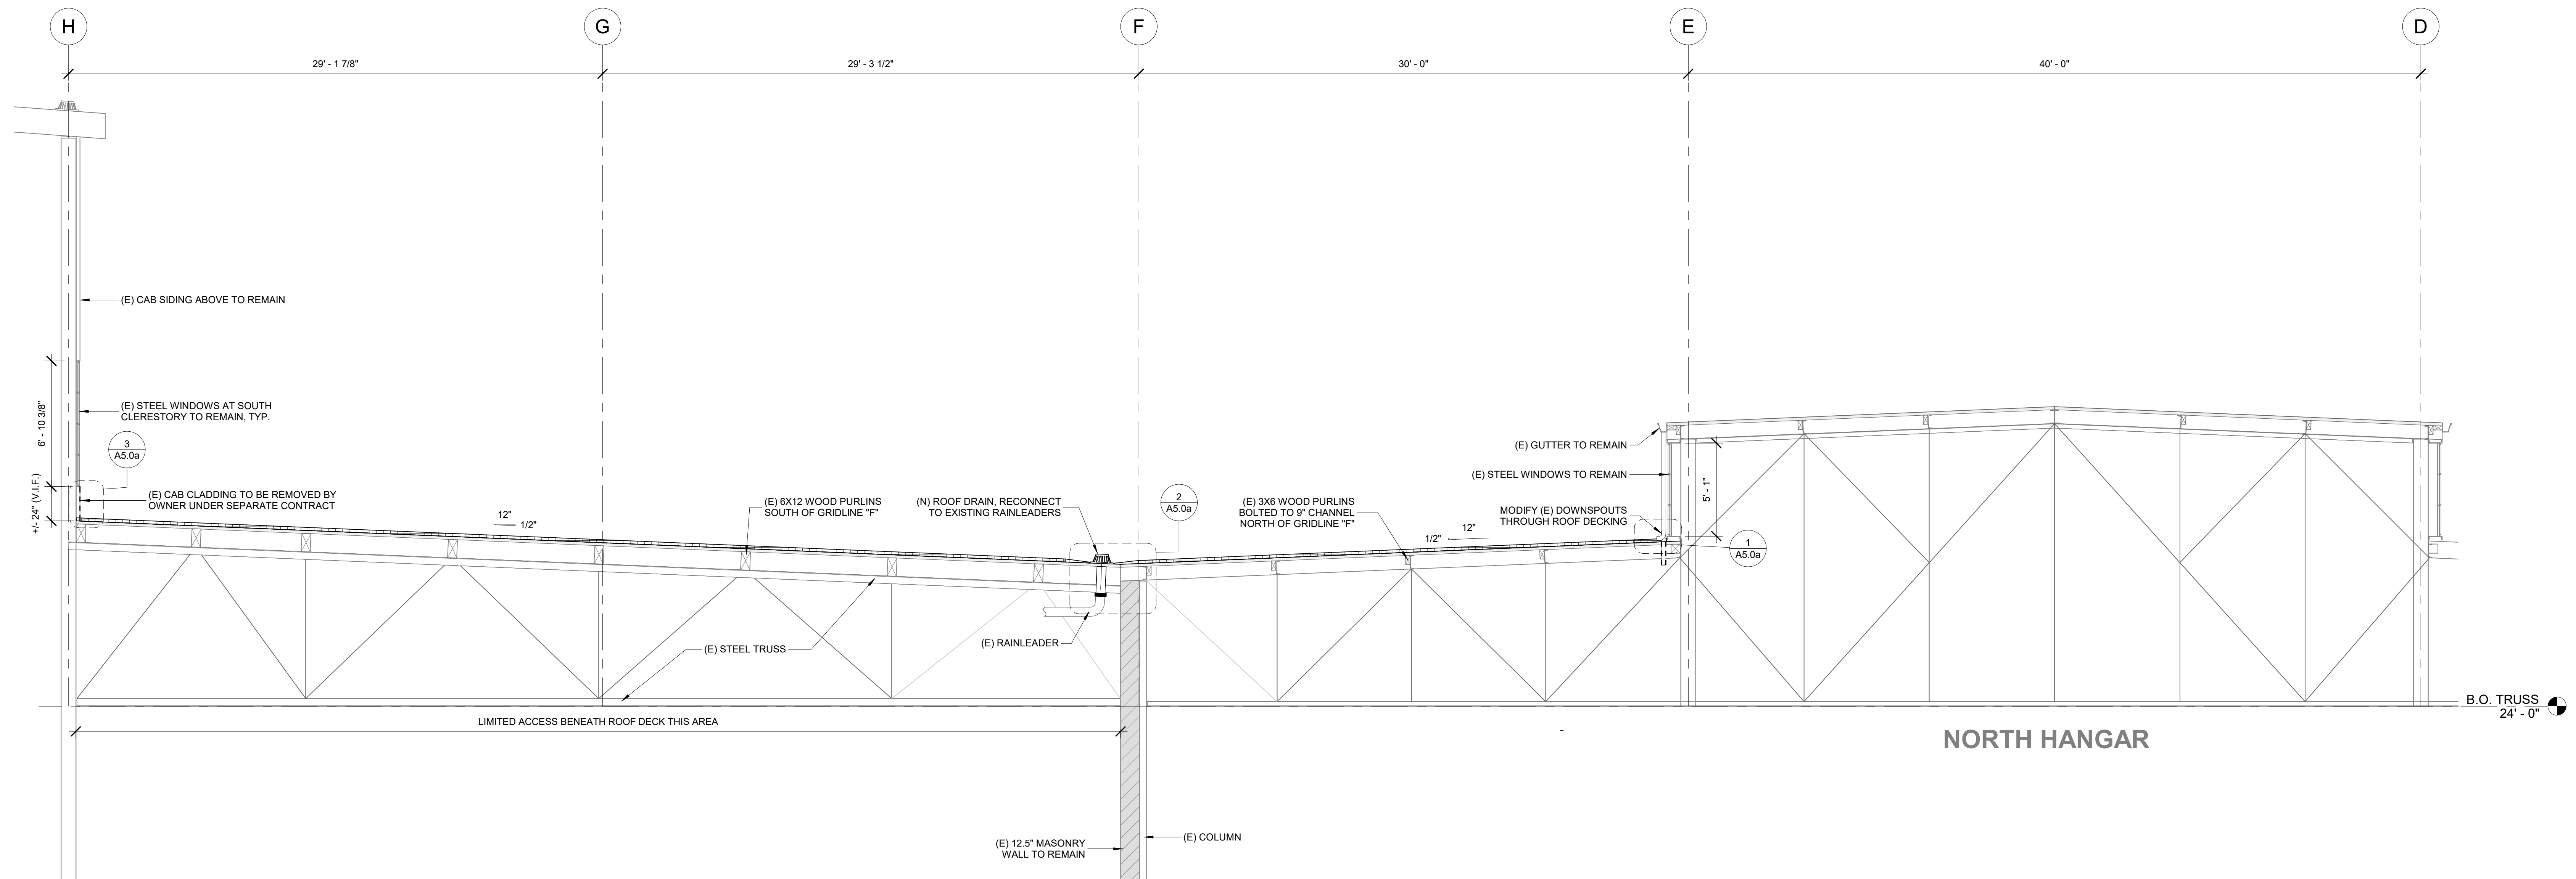 H
G
F
E
D
29' - 1 7/8"
29' - 3 1/2"
30' - 0"
40' - 0"
(E) CAB SIDING ABOVE TO REMAIN
6' - 10 3/8"
(E) STEEL WINDOWS AT SOUTH
CLERESTORY TO REMAIN, TYP.
3
A5.0a
+/- 24" (V.I.F.)
(E) CAB CLADDING TO BE REMOVED BY
OWNER UNDER SEPARATE CONTRACT
12"
1/2"
(E) 6X12 WOOD PURLINS
SOUTH OF GRIDLINE "F"
(N) ROOF DRAIN, RECONNECT
TO EXISTING RAINLEADERS
2
A5.0a
(E) 3X6 WOOD PURLINS
BOLTED TO 9" CHANNEL
NORTH OF GRIDLINE "F"
12"
1/2"
(E) GUTTER TO REMAIN
(E) STEEL WINDOWS TO REMAIN
5' - 1"
MODIFY (E) DOWNSPOUTS
THROUGH ROOF DECKING
1
A5.0a
(E) RAINLEADER
(E) STEEL TRUSS
LIMITED ACCESS BENEATH ROOF DECK THIS AREA
B.O. TRUSS
24' - 0"
NORTH HANGAR
(E) 12.5" MASONRY
WALL TO REMAIN
(E) COLUMN